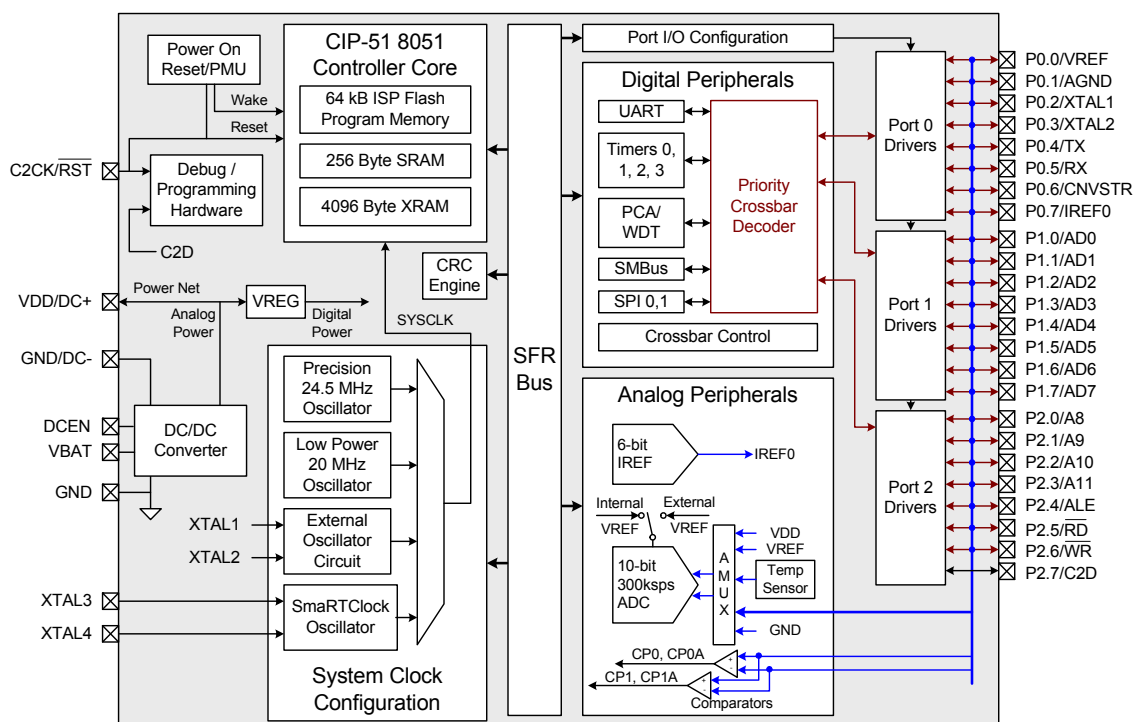 Power On
Reset/PMU
Wake
Reset
C2CK/RST
Debug /
Programming
Hardware
C2D
CIP-51 8051
Controller Core
64 kB ISP Flash
Program Memory
256 Byte SRAM
4096 Byte XRAM
CRC
Engine
VDD/DC+
Power Net
VREG
Analog
Power
Digital
Power
SYSCLK
GND/DC-
DCEN
VBAT
GND
DC/DC
Converter
XTAL1
XTAL2
XTAL3
XTAL4
Precision
24.5 MHz
Oscillator
Low Power
20 MHz
Oscillator
External
Oscillator
Circuit
SmaRTClock
Oscillator
System Clock
Configuration
SFR
Bus
Port I/O Configuration
Digital Peripherals
UART
Timers 0,
1, 2, 3
PCA/
WDT
SMBus
SPI 0,1
Priority
Crossbar
Decoder
Crossbar Control
Analog Peripherals
6-bit
IREF
IREF0
Internal
VREF
External
VREF
10-bit
300ksps
ADC
A
M
U
X
VDD
VREF
Temp
Sensor
GND
CP0, CP0A
+
-
CP1, CP1A
+
-
Comparators
Port 0
Drivers
Port 1
Drivers
Port 2
Drivers
P0.0/VREF
P0.1/AGND
P0.2/XTAL1
P0.3/XTAL2
P0.4/TX
P0.5/RX
P0.6/CNVSTR
P0.7/IREF0
P1.0/AD0
P1.1/AD1
P1.2/AD2
P1.3/AD3
P1.4/AD4
P1.5/AD5
P1.6/AD6
P1.7/AD7
P2.0/A8
P2.1/A9
P2.2/A10
P2.3/A11
P2.4/ALE
P2.5/RD
P2.6/WR
P2.7/C2D